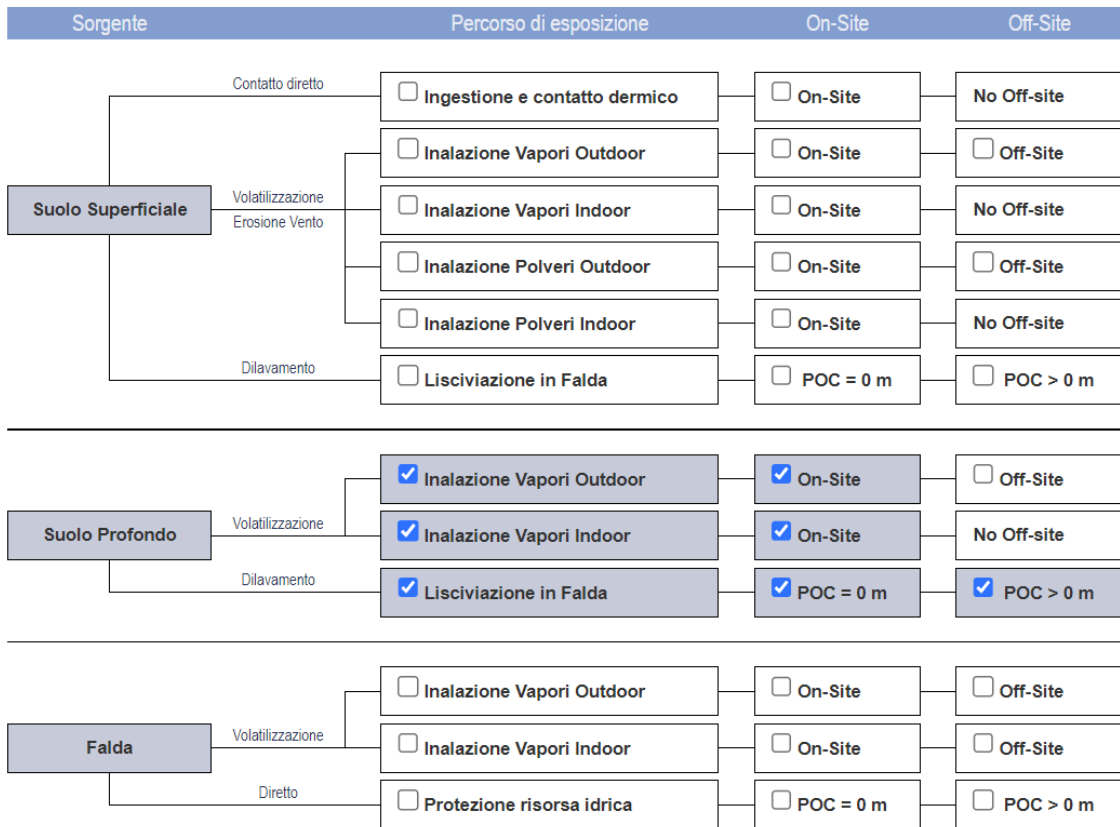 Sorgente Percorso di esposizione On-Site Off-Site
Contatto diretto
Ingestione e contatto dermico On-Site No Off-site
Inalazione Vapori Outdoor On-Site Off-Site
Suolo Superficiale Volatilizzazione Inalazione Vapori Indoor On-Site No Off-site
Erosione Vento
Inalazione Polveri Outdoor On-Site Off-Site
Inalazione Polveri Indoor On-Site No Off-site
Dilavamento
Lisciviazione in Falda POC = 0 m POC > 0 m
Inalazione Vapori Outdoor On-Site Off-Site
Suolo Profondo Volatilizzazione Inalazione Vapori Indoor On-Site No Off-site
Dilavamento
Lisciviazione in Falda POC = 0 m POC > 0 m
Inalazione Vapori Outdoor On-Site Off-Site
Falda Volatilizzazione Inalazione Vapori Indoor On-Site Off-Site
Diretto
Protezione risorsa idrica POC = 0 m POC > 0 m